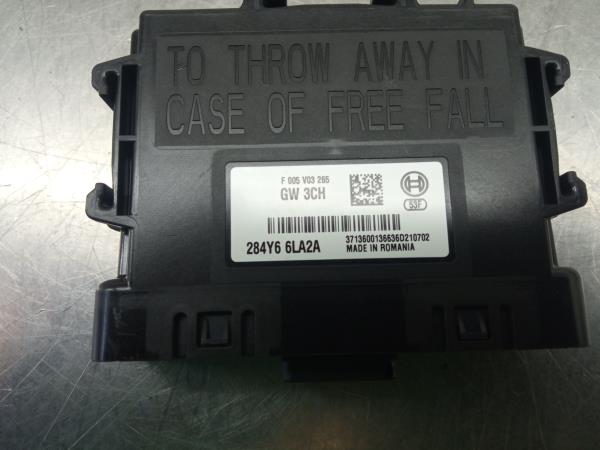 TO THROW AWAY IN
CASE OF FREE FALL
F 005 V03 265
GW 3CH
53F
284Y6 6LA2A
3713600136636D210702
MADE IN ROMANIA